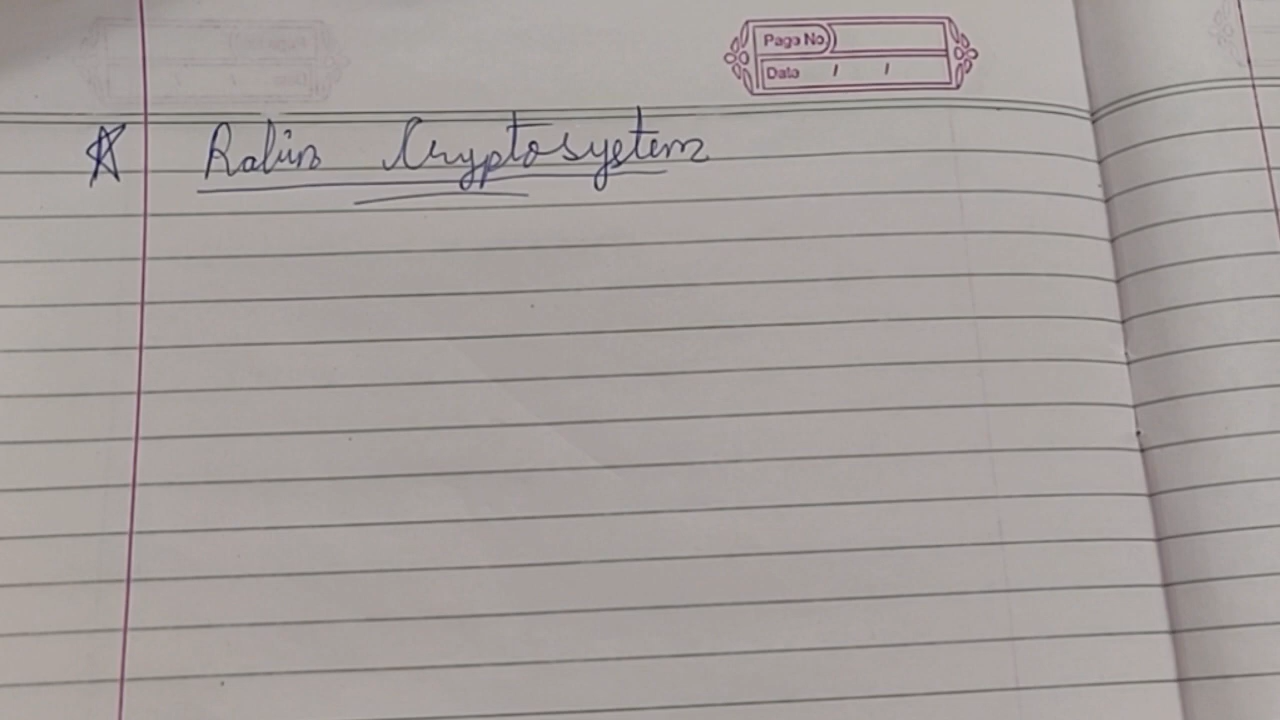 Page No
Date / /
Rabin Cryptosystem